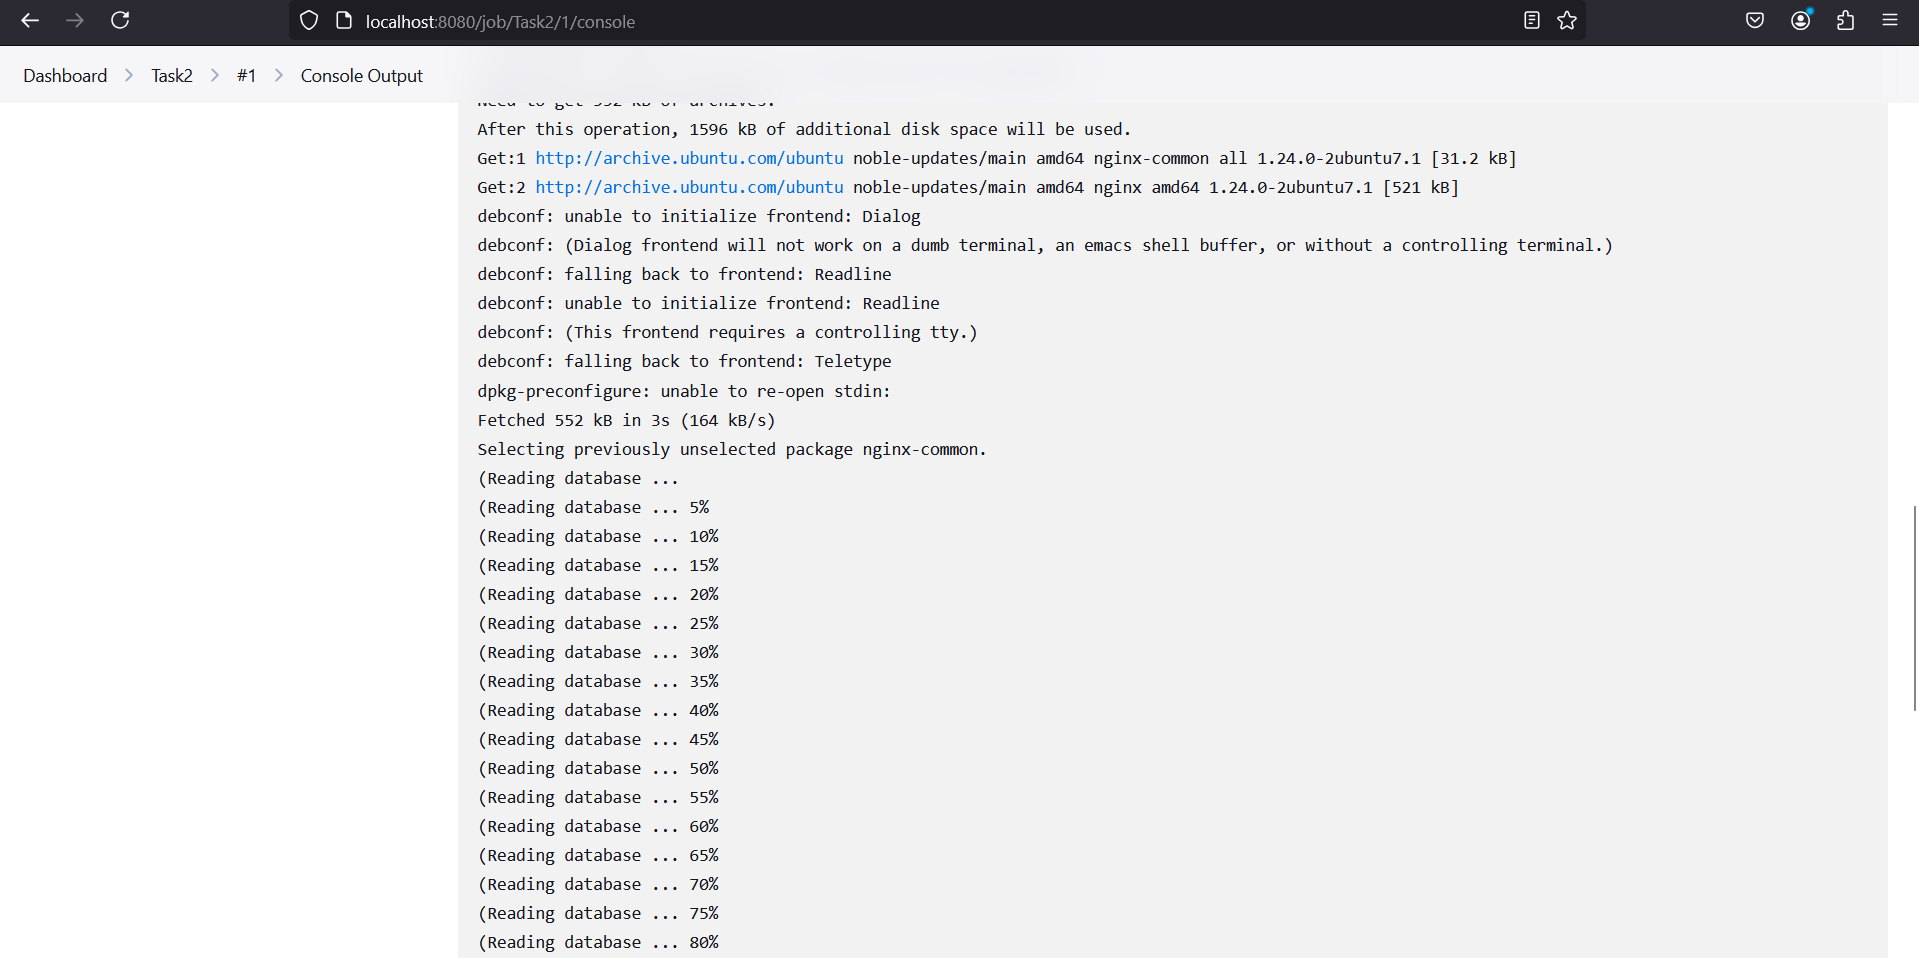 localhost:8080/job/Task2/1/console
Dashboard > Task2 > #1 > Console Output
After this operation, 1596 kB of additional disk space will be used.
Get:1 http://archive.ubuntu.com/ubuntu noble-updates/main amd64 nginx-common all 1.24.0-2ubuntu7.1 [31.2 kB]
Get:2 http://archive.ubuntu.com/ubuntu noble-updates/main amd64 nginx amd64 1.24.0-2ubuntu7.1 [521 kB]
debconf: unable to initialize frontend: Dialog
debconf: (Dialog frontend will not work on a dumb terminal, an emacs shell buffer, or without a controlling terminal.)
debconf: falling back to frontend: Readline
debconf: unable to initialize frontend: Readline
debconf: (This frontend requires a controlling tty.)
debconf: falling back to frontend: Teletype
dpkg-preconfigure: unable to re-open stdin:
Fetched 552 kB in 3s (164 kB/s)
Selecting previously unselected package nginx-common.
(Reading database ...
(Reading database ... 5%
(Reading database ... 10%
(Reading database ... 15%
(Reading database ... 20%
(Reading database ... 25%
(Reading database ... 30%
(Reading database ... 35%
(Reading database ... 40%
(Reading database ... 45%
(Reading database ... 50%
(Reading database ... 55%
(Reading database ... 60%
(Reading database ... 65%
(Reading database ... 70%
(Reading database ... 75%
(Reading database ... 80%